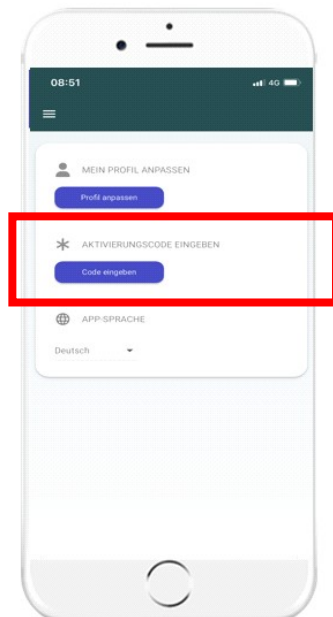 08:51 4G
MEIN PROFIL ANPASSEN
Profil anpassen
AKTIVIERUNGSCODE EINGEBEN
Code eingeben
APP-SPRACHE
Deutsch